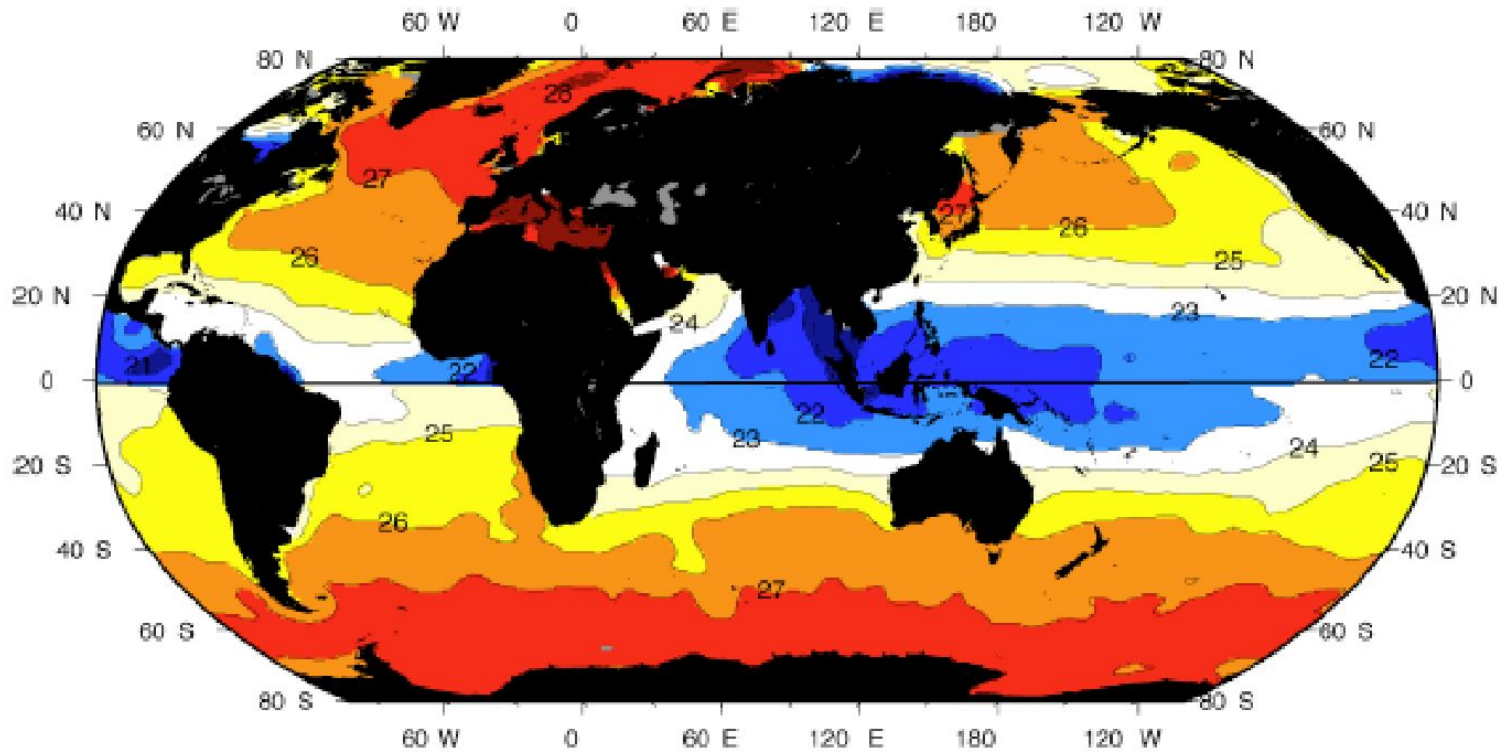 60 W 0 60 E 120 E 180 120 W
80 N 80 N
28
60 N 60 N
27
40 N 27 40 N
26 26
25
20 N 24 23 20 N
21 22 22
0 0
22
25 23 24
20 S 25 20 S
26
40 S 40 S
27
60 S 60 S
80 S 80 S
60 W 0 60 E 120 E 180 120 W